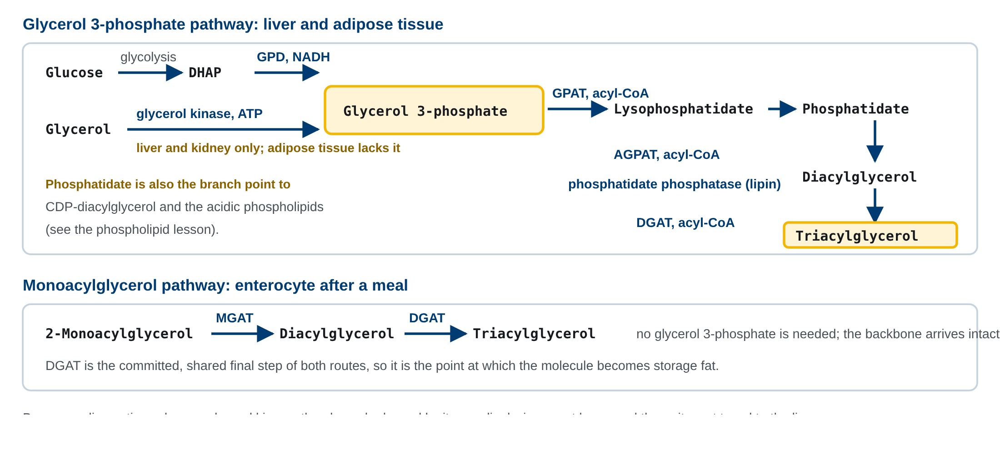 Glycerol 3-phosphate pathway: liver and adipose tissue
glycolysis
GPD, NADH
Glucose
DHAP
GPAT, acyl-CoA
glycerol kinase, ATP
Glycerol 3-phosphate
Lysophosphatidate
Phosphatidate
Glycerol
liver and kidney only; adipose tissue lacks it
AGPAT, acyl-CoA
Phosphatidate is also the branch point to
phosphatidate phosphatase (lipin)
Diacylglycerol
CDP-diacylglycerol and the acidic phospholipids
(see the phospholipid lesson).
DGAT, acyl-CoA
Triacylglycerol
Monoacylglycerol pathway: enterocyte after a meal
MGAT
DGAT
2-Monoacylglycerol
Diacylglycerol
Triacylglycerol
no glycerol 3-phosphate is needed; the backbone arrives intact
DGAT is the committed, shared final step of both routes, so it is the point at which the molecule becomes storage fat.